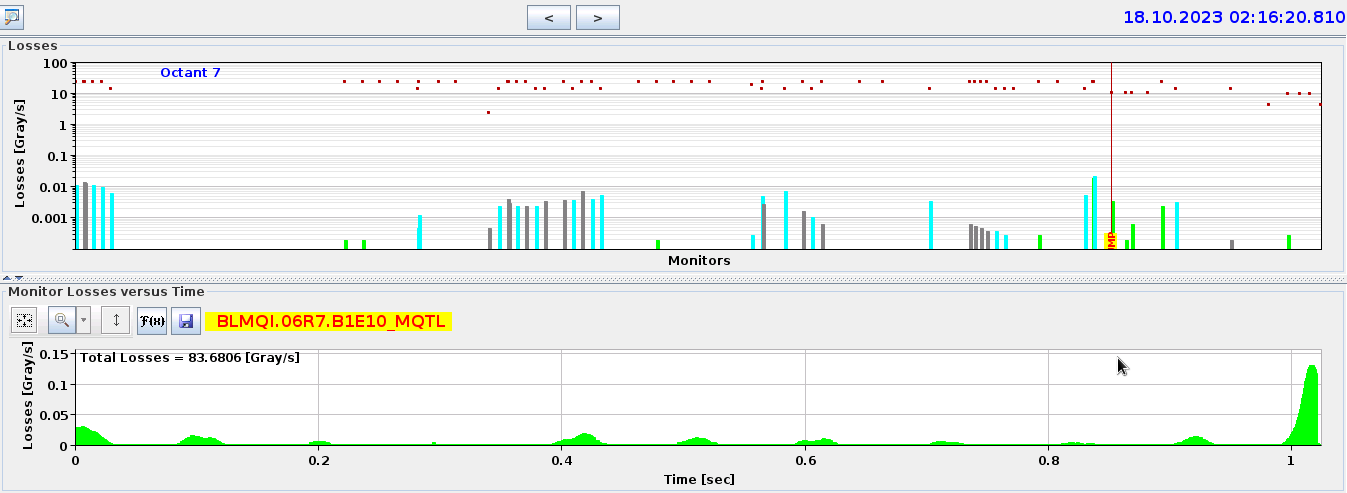 < >
18.10.2023 02:16:20.810
Losses
Octant 7
Losses [Gray/s]
100
10
1
0.1
0.01
0.001
Monitors
Monitor Losses versus Time
f(x)
BLMQI.06R7.B1E10_MQTL
Total Losses = 83.6806 [Gray/s]
Losses [Gray/s]
0.15
0.1
0.05
0
0 0.2 0.4 0.6 0.8 1
Time [sec]